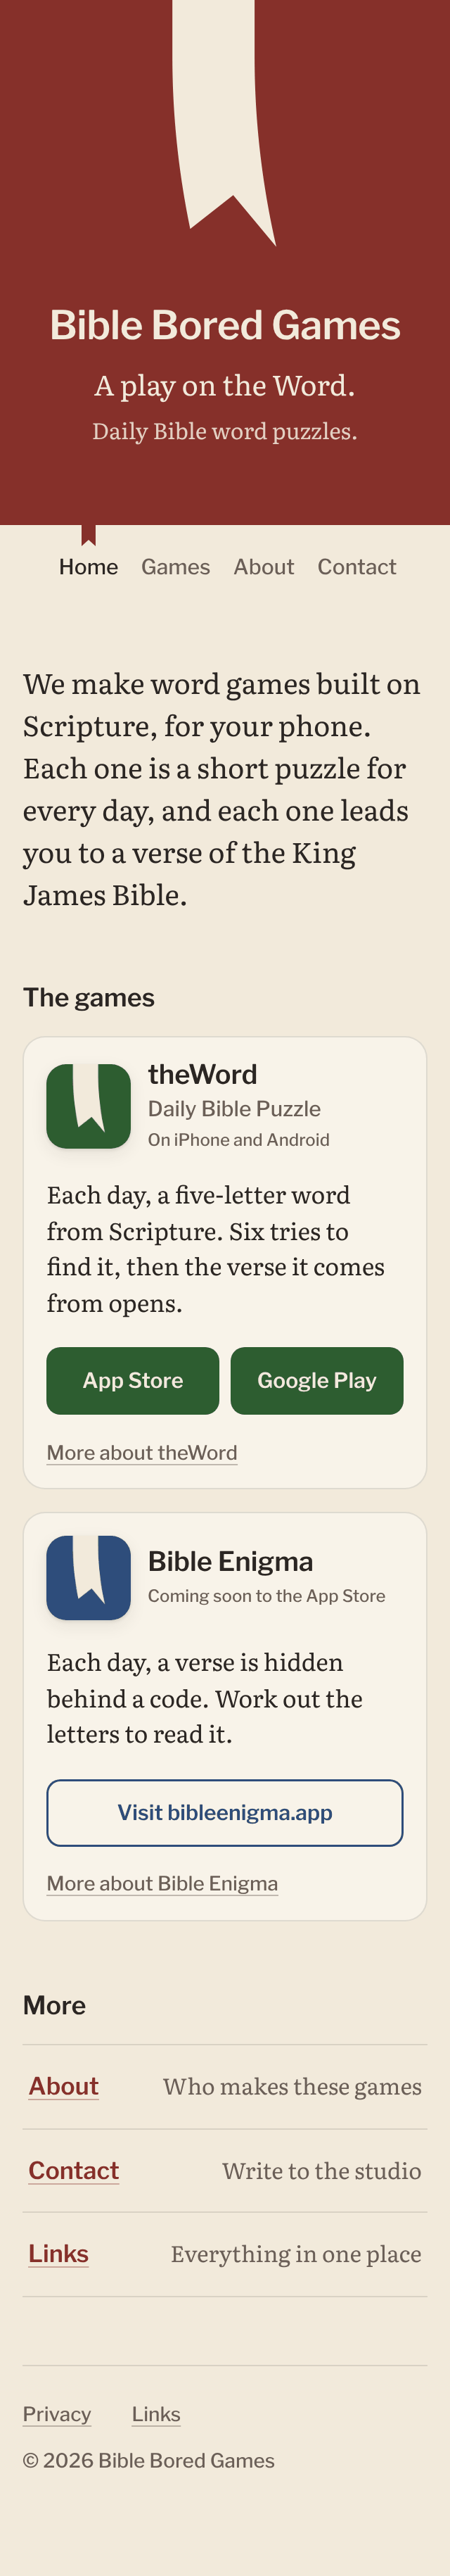 Bible Bored Games
A play on the Word.
Daily Bible word puzzles.
Home Games About Contact
We make word games built on
Scripture, for your phone.
Each one is a short puzzle for
every day, and each one leads
you to a verse of the King
James Bible.
The games
theWord
Daily Bible Puzzle
On iPhone and Android
Each day, a five-letter word
from Scripture. Six tries to
find it, then the verse it comes
from opens.
App Store Google Play
More about theWord
Bible Enigma
Coming soon to the App Store
Each day, a verse is hidden
behind a code. Work out the
letters to read it.
Visit bibleenigma.app
More about Bible Enigma
More
About Who makes these games
Contact Write to the studio
Links Everything in one place
Privacy Links
© 2026 Bible Bored Games